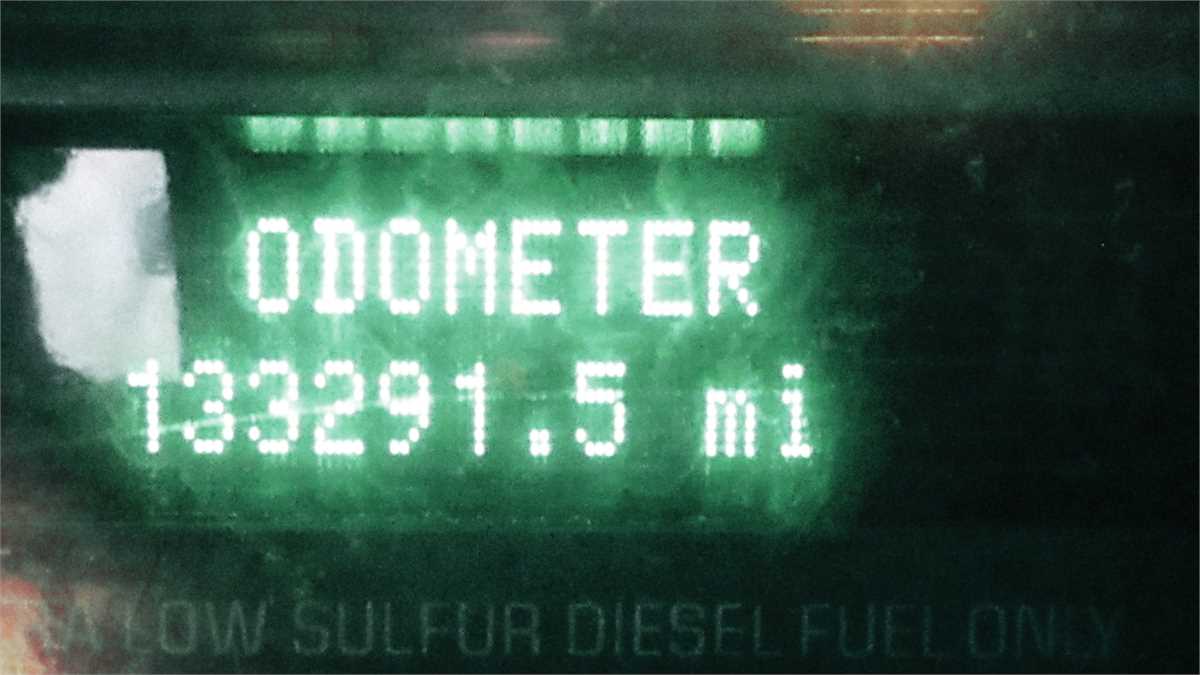 ODOMETER
133291.5 mi
LOW SULFUR DIESEL FUEL ONLY